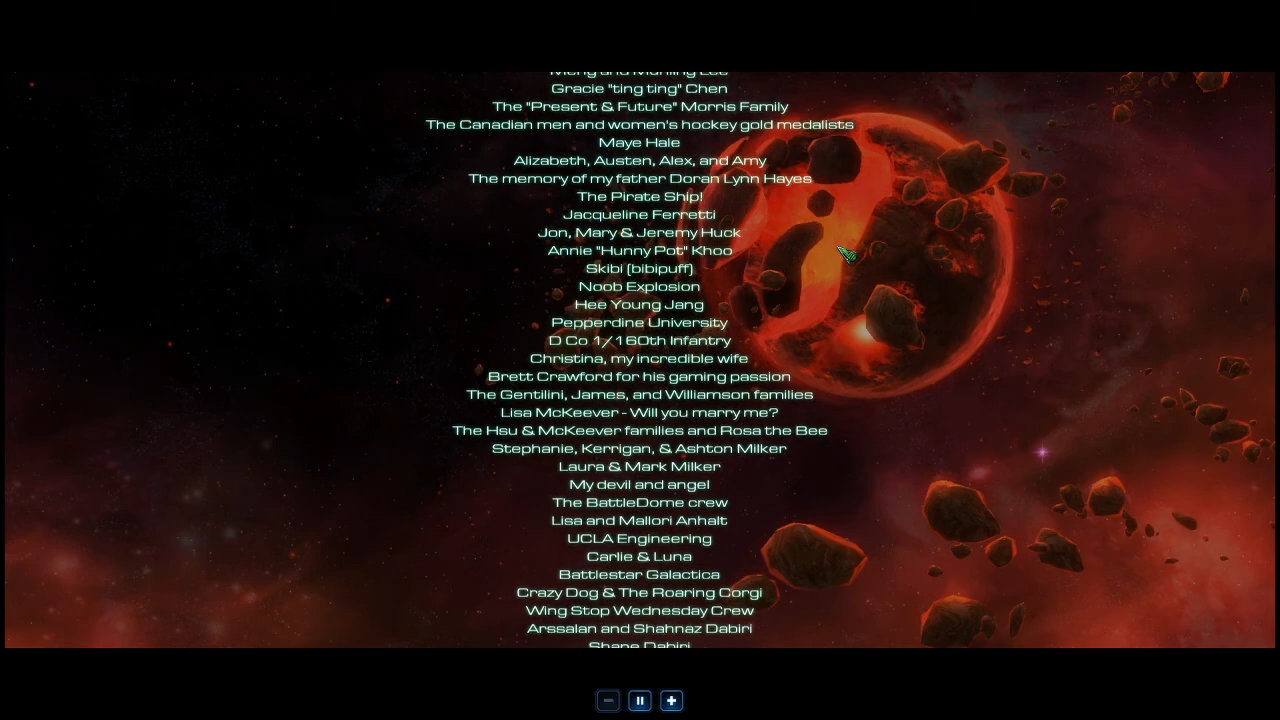 Gracie "ting ting" Chen
The "Present & Future" Morris Family
The Canadian men and women's hockey gold medalists
Maye Hale
Alizabeth, Austen, Alex, and Amy
The memory of my father Doran Lynn Hayes
The Pirate Ship!
Jacqueline Ferretti
Jon, Mary & Jeremy Huck
Annie "Hunny Pot" Khoo
Skibi (bibipuff)
Noob Explosion
Hee Young Jang
Pepperdine University
D Co 1/160th Infantry
Christina, my incredible wife
Brett Crawford for his gaming passion
The Gentilini, James, and Williamson families
Lisa McKeever - Will you marry me?
The Hsu & McKeever families and Rosa the Bee
Stephanie, Kerrigan, & Ashton Milker
Laura & Mark Milker
My devil and angel
The BattleDome crew
Lisa and Mallori Anhalt
UCLA Engineering
Carlie & Luna
Battlestar Galactica
Crazy Dog & The Roaring Corgi
Wing Stop Wednesday Crew
Arssalan and Shahnaz Dabiri
Shane Dabiri